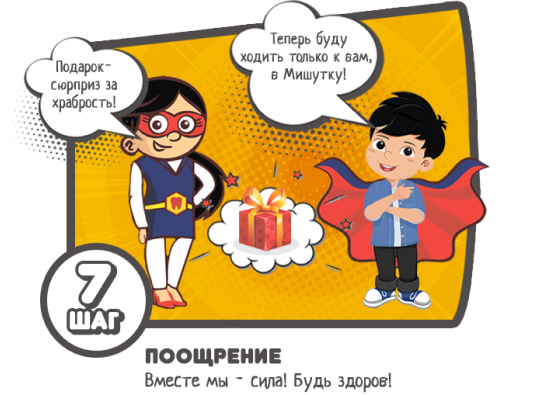 Подарок-
сюрприз за
храбрость!
Теперь буду
ходить только к вам,
в Мишутку!
7
ШАГ
ПООЩРЕНИЕ
Вместе мы - сила! Будь здоров!